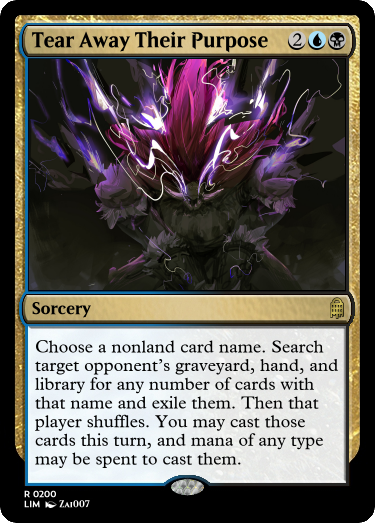 Tear Away Their Purpose 2
Sorcery
Choose a nonland card name. Search
target opponent's graveyard, hand, and
library for any number of cards with
that name and exile them. Then that
player shuffles. You may cast those
cards this turn, and mana of any type
may be spent to cast them.
R 0200
LIM Zai007